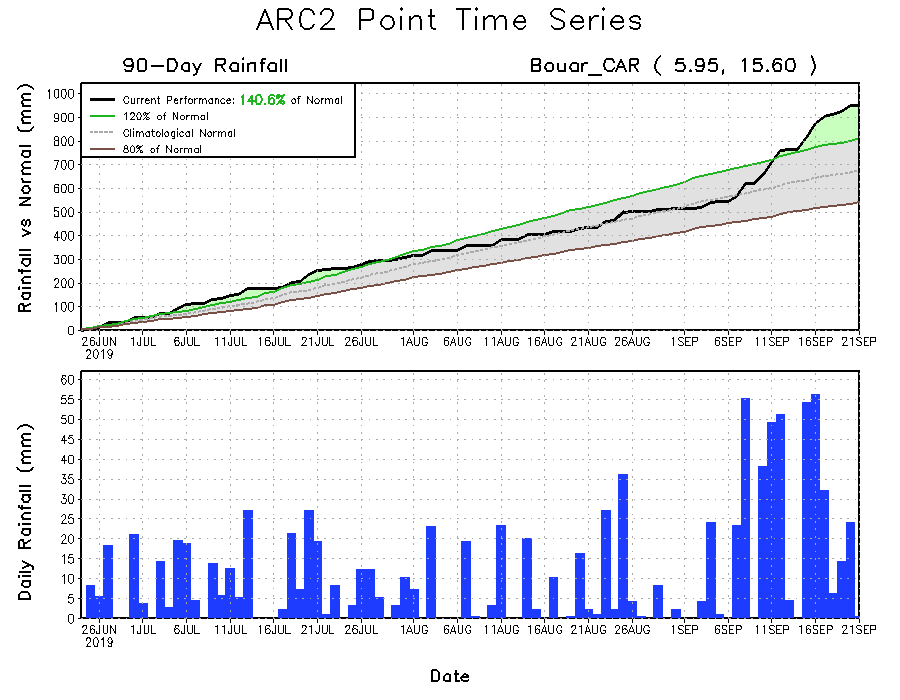 ARC2 Point Time Series
90-Day Rainfall
Bouar_CAR ( 5.95, 15.60 )
Rainfall vs Normal (mm)
1000
900
800
700
600
500
400
300
200
100
0
Current Performance: 140.6% of Normal
120% of Normal
Climatological Normal
80% of Normal
26JUN 1JUL 6JUL 11JUL 16JUL 21JUL 26JUL 1AUG 6AUG 11AUG 16AUG 21AUG 26AUG 1SEP 6SEP 11SEP 16SEP 21SEP
2019
Daily Rainfall (mm)
60
55
50
45
40
35
30
25
20
15
10
5
0
26JUN 1JUL 6JUL 11JUL 16JUL 21JUL 26JUL 1AUG 6AUG 11AUG 16AUG 21AUG 26AUG 1SEP 6SEP 11SEP 16SEP 21SEP
2019
Date